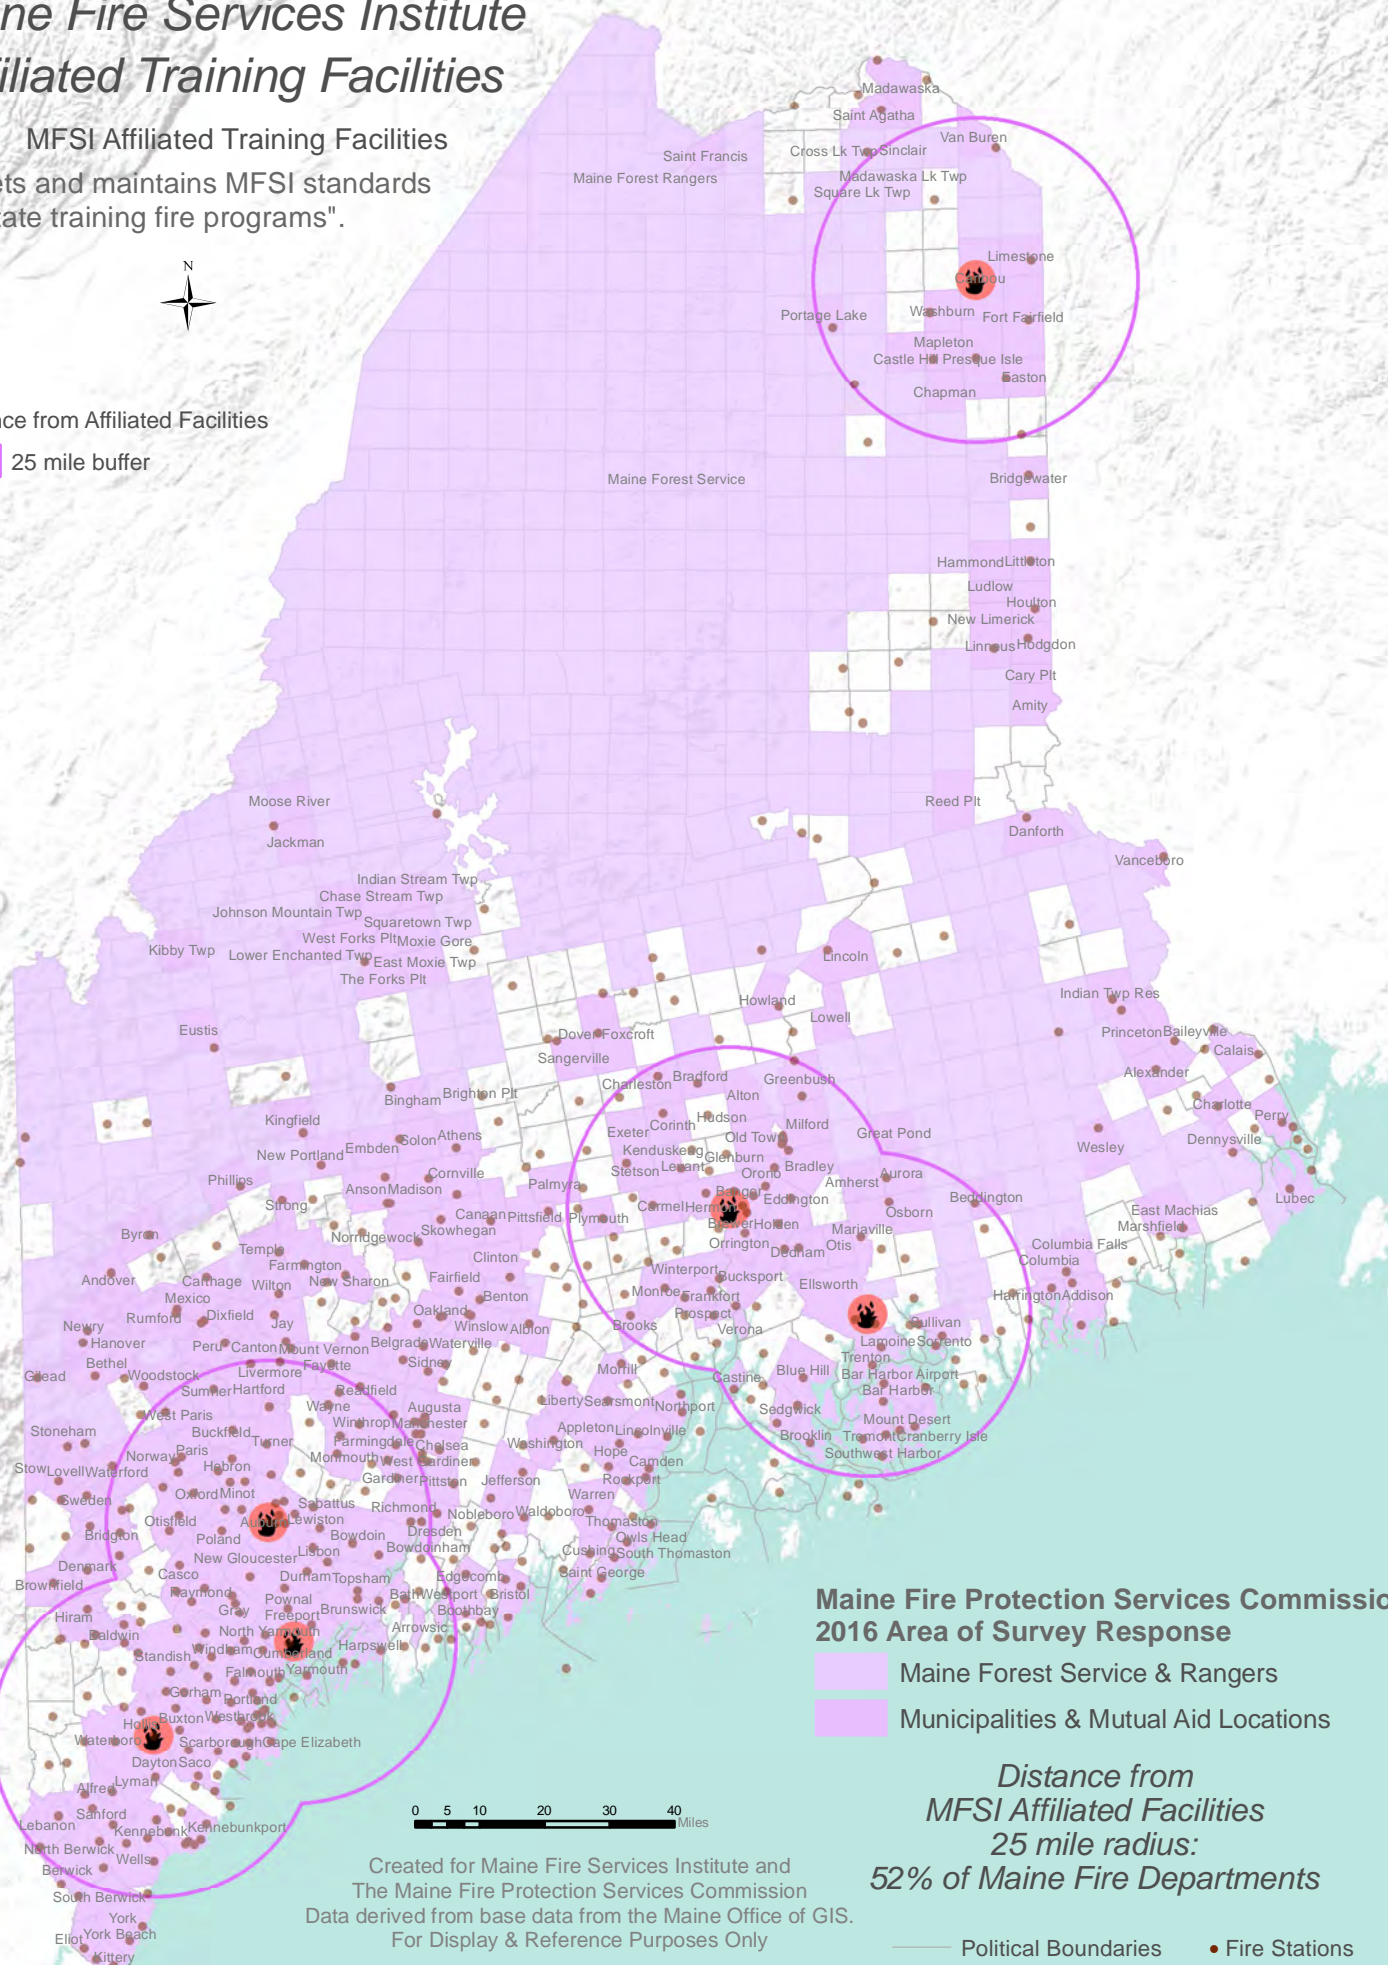 ne Fire Services Institute
iliated Training Facilities
MFSI Affiliated Training Facilities
ets and maintains MFSI standards
tate training fire programs".
N
nce from Affiliated Facilities
25 mile buffer
Madawaska
Saint Agatha
Van Buren
Cross Lk Twp Sinclair
Saint Francis
Maine Forest Rangers
Madawaska Lk Twp
Square Lk Twp
Limestone
Caribou
Portage Lake
Washburn Fort Fairfield
Mapleton
Castle Hill Presque Isle
Easton
Chapman
Maine Forest Service
Bridgewater
Hammond Littleton
Ludlow
Houlton
New Limerick
Linneus Hodgdon
Cary Plt
Amity
Moose River
Reed Plt
Jackman
Danforth
Vanceboro
Indian Stream Twp
Chase Stream Twp
Johnson Mountain Twp
Squaretown Twp
West Forks Plt Moxie Gore
Kibby Twp
Lower Enchanted Twp
East Moxie Twp
The Forks Plt
Lincoln
Howland
Indian Twp Res
Lowell
Eustis
Dover-Foxcroft
Princeton Baileyville
Sangerville
Calais
Alexander
Charleston Bradford Greenbush
Bingham Brighton Plt
Alton
Charlotte
Kingfield
Hudson
Corinth Milford
Perry
Exeter
Old Town
Great Pond
Embden Solon Athens
Wesley
Dennysville
New Portland
Kenduskeag
Glenburn
Stetson Levant
Orono Bradley
Aurora
Phillips
Cornville
Palmyra
Amherst
Anson Madison
Bangor
Eddington
Beddington
Lubec
Strong
Carmel Hermon
Osborn
Canaan Pittsfield Plymouth
East Machias
Skowhegan
Brewer Holden
Mariaville
Marshfield
Byron
Norridgewock
Orrington
Dedham Otis
Columbia Falls
Temple
Clinton
Columbia
Farmington
Winterport
Andover
Carthage Wilton New Sharon
Fairfield
Bucksport
Ellsworth
Mexico
Benton
Monroe Frankfort
Harrington Addison
Rumford Dixfield
Oakland
Prospect
Newry
Jay
Winslow Albion
Brooks
Verona
Sullivan
Hanover
Peru Canton Mount Vernon
Belgrade Waterville
Lamoine Sorrento
Bethel
Fayette
Sidney
Trenton
Gilead
Woodstock
Livermore
Morrill
Castine Blue Hill
Bar Harbor Airport
Sumner Hartford
Readfield
Bar Harbor
West Paris
Wayne
Augusta
Liberty Searsmont Northport
Sedgwick
Stoneham
Buckfield
Winthrop Manchester
Appleton Lincolnville
Mount Desert
Paris
Turner
Farmingdale Chelsea
Washington
Brooklin
Tremont Cranberry Isle
Norway
Monmouth West Gardiner
Hope
Camden
Southwest Harbor
Stow Lovell Waterford
Hebron
Gardiner Pittston
Jefferson
Rockport
Sweden
Oxford Minot
Sabattus
Richmond
Warren
Otisfield
Auburn Lewiston
Nobleboro
Waldoboro
Thomaston
Bridgton
Poland
Bowdoin
Dresden
Owls Head
New Gloucester
Lisbon
Bowdoinham
Cushing South Thomaston
Denmark
Casco
Durham Topsham
Edgecomb
Saint George
Brownfield
Raymond
Pownal
Bath Westport Bristol
Gray
Freeport Brunswick
Boothbay
Hiram
North Yarmouth
Arrowsic
Baldwin
Windham Cumberland
Harpswell
Standish
Falmouth Yarmouth
Gorham
Portland
Hollis Buxton Westbrook
Waterboro
Scarborough Cape Elizabeth
Dayton Saco
Alfred Lyman
Sanford
Lebanon
Kennebunk Kennebunkport
North Berwick
Wells
Berwick
South Berwick
York
Eliot York Beach
Kittery
Maine Fire Protection Services Commissio
2016 Area of Survey Response
Maine Forest Service & Rangers
Municipalities & Mutual Aid Locations
Distance from
MFSI Affiliated Facilities
25 mile radius:
52% of Maine Fire Departments
0 5 10 20 30 40
Miles
Created for Maine Fire Services Institute and
The Maine Fire Protection Services Commission
Data derived from base data from the Maine Office of GIS.
For Display & Reference Purposes Only
Political Boundaries
Fire Stations